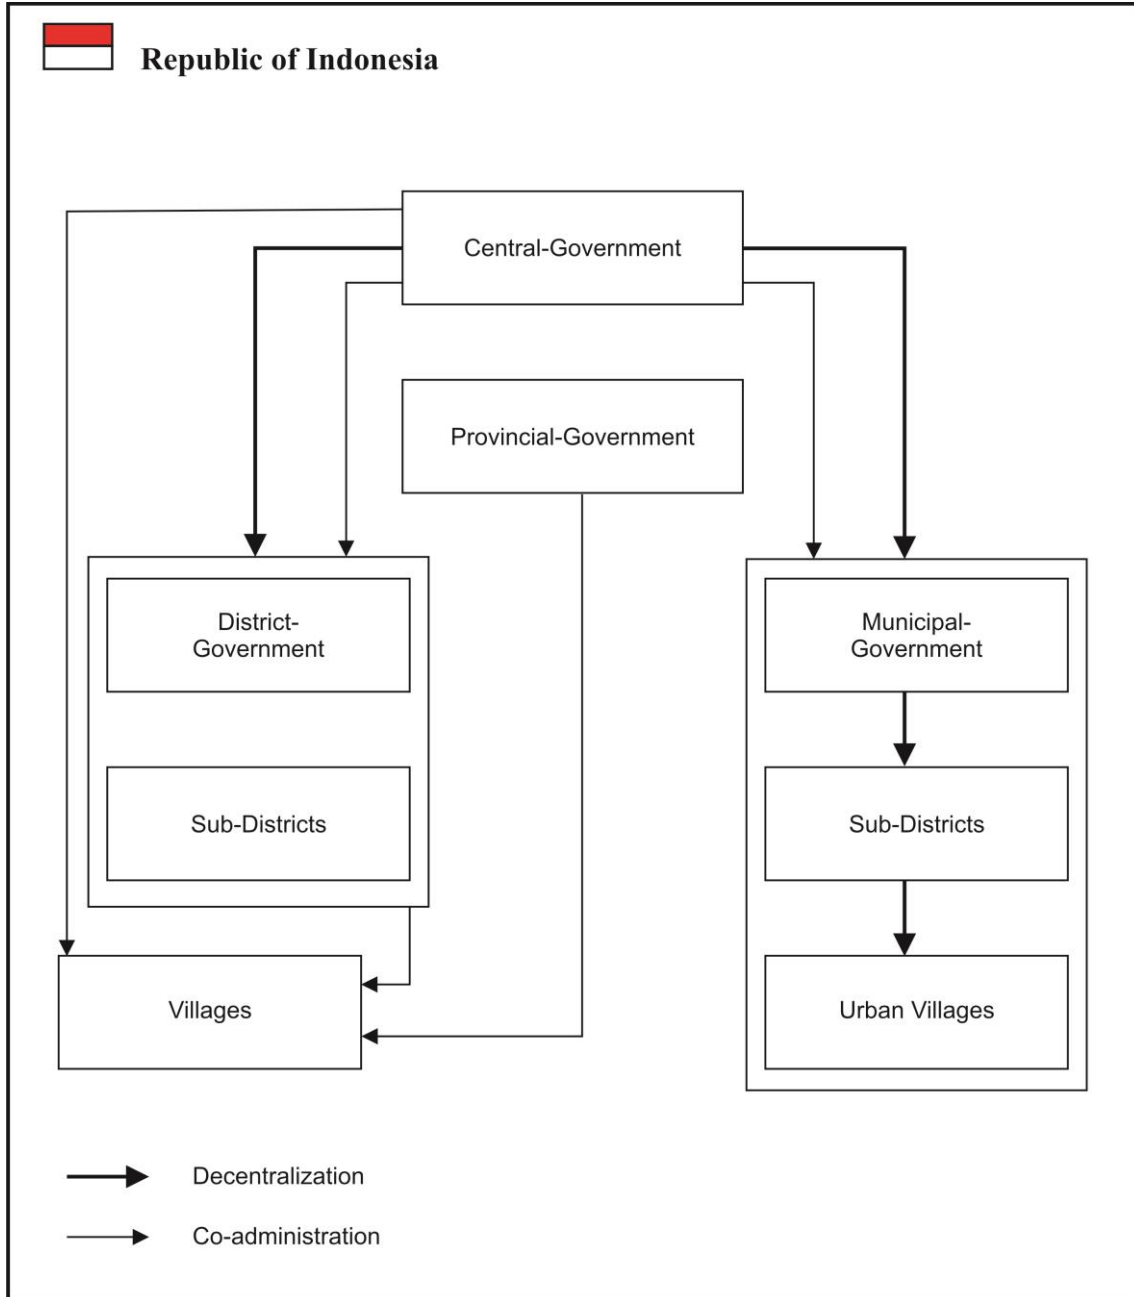 Republic of Indonesia
Central-Government
Provincial-Government
District-
Government
Municipal-
Government
Sub-Districts
Sub-Districts
Villages
Urban Villages
Decentralization
Co-administration